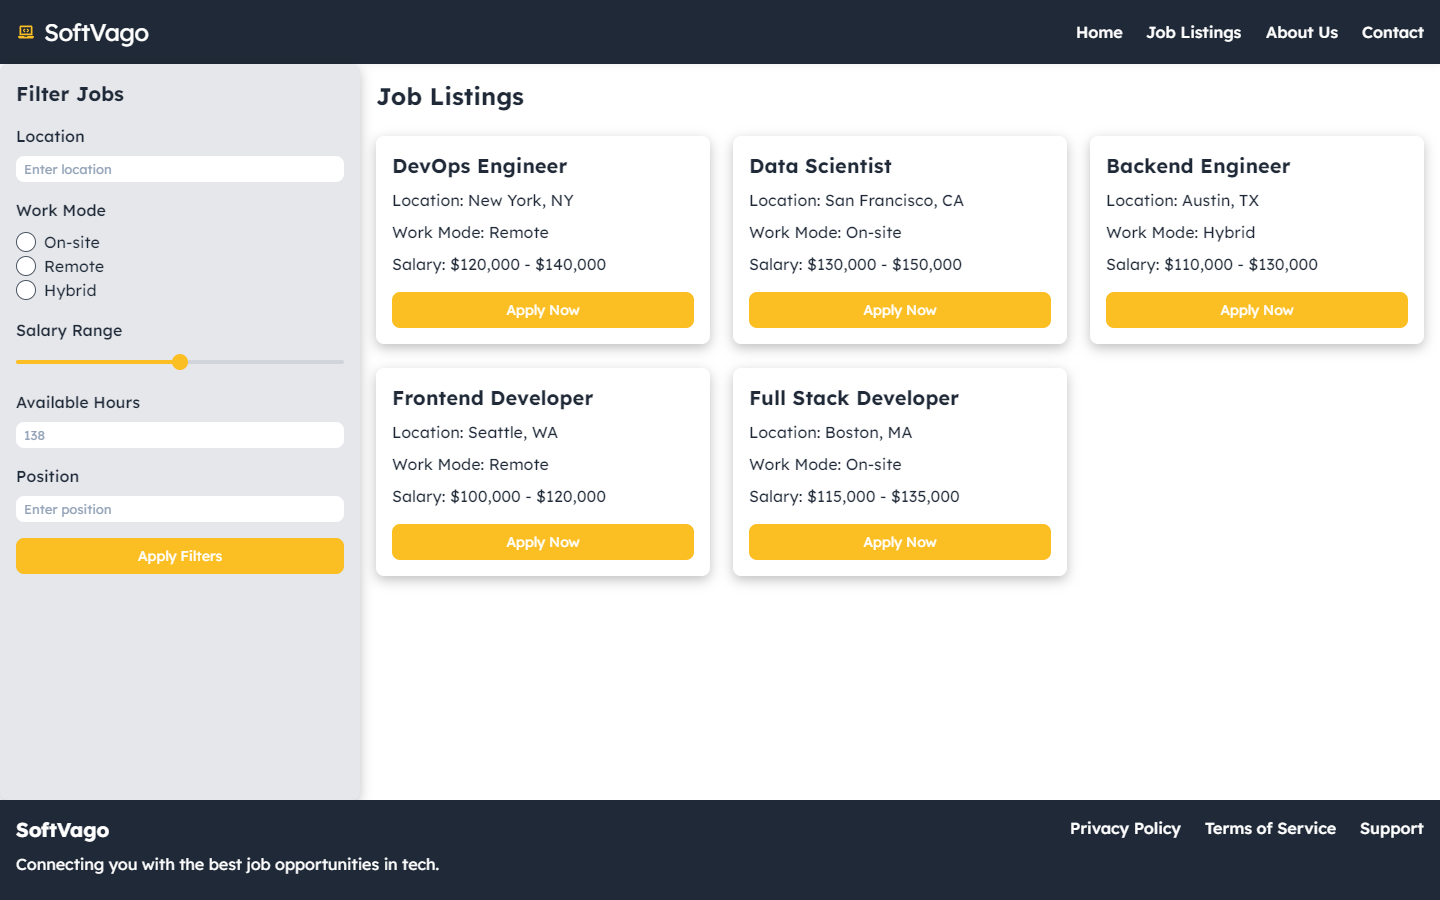 SoftVago
Home
Job Listings
About Us
Contact
Filter Jobs
Location
Enter location
Work Mode
On-site
Remote
Hybrid
Salary Range
Available Hours
138
Position
Enter position
Apply Filters
Job Listings
DevOps Engineer
Location: New York, NY
Work Mode: Remote
Salary: $120,000 - $140,000
Apply Now
Data Scientist
Location: San Francisco, CA
Work Mode: On-site
Salary: $130,000 - $150,000
Apply Now
Backend Engineer
Location: Austin, TX
Work Mode: Hybrid
Salary: $110,000 - $130,000
Apply Now
Frontend Developer
Location: Seattle, WA
Work Mode: Remote
Salary: $100,000 - $120,000
Apply Now
Full Stack Developer
Location: Boston, MA
Work Mode: On-site
Salary: $115,000 - $135,000
Apply Now
SoftVago
Connecting you with the best job opportunities in tech.
Privacy Policy
Terms of Service
Support